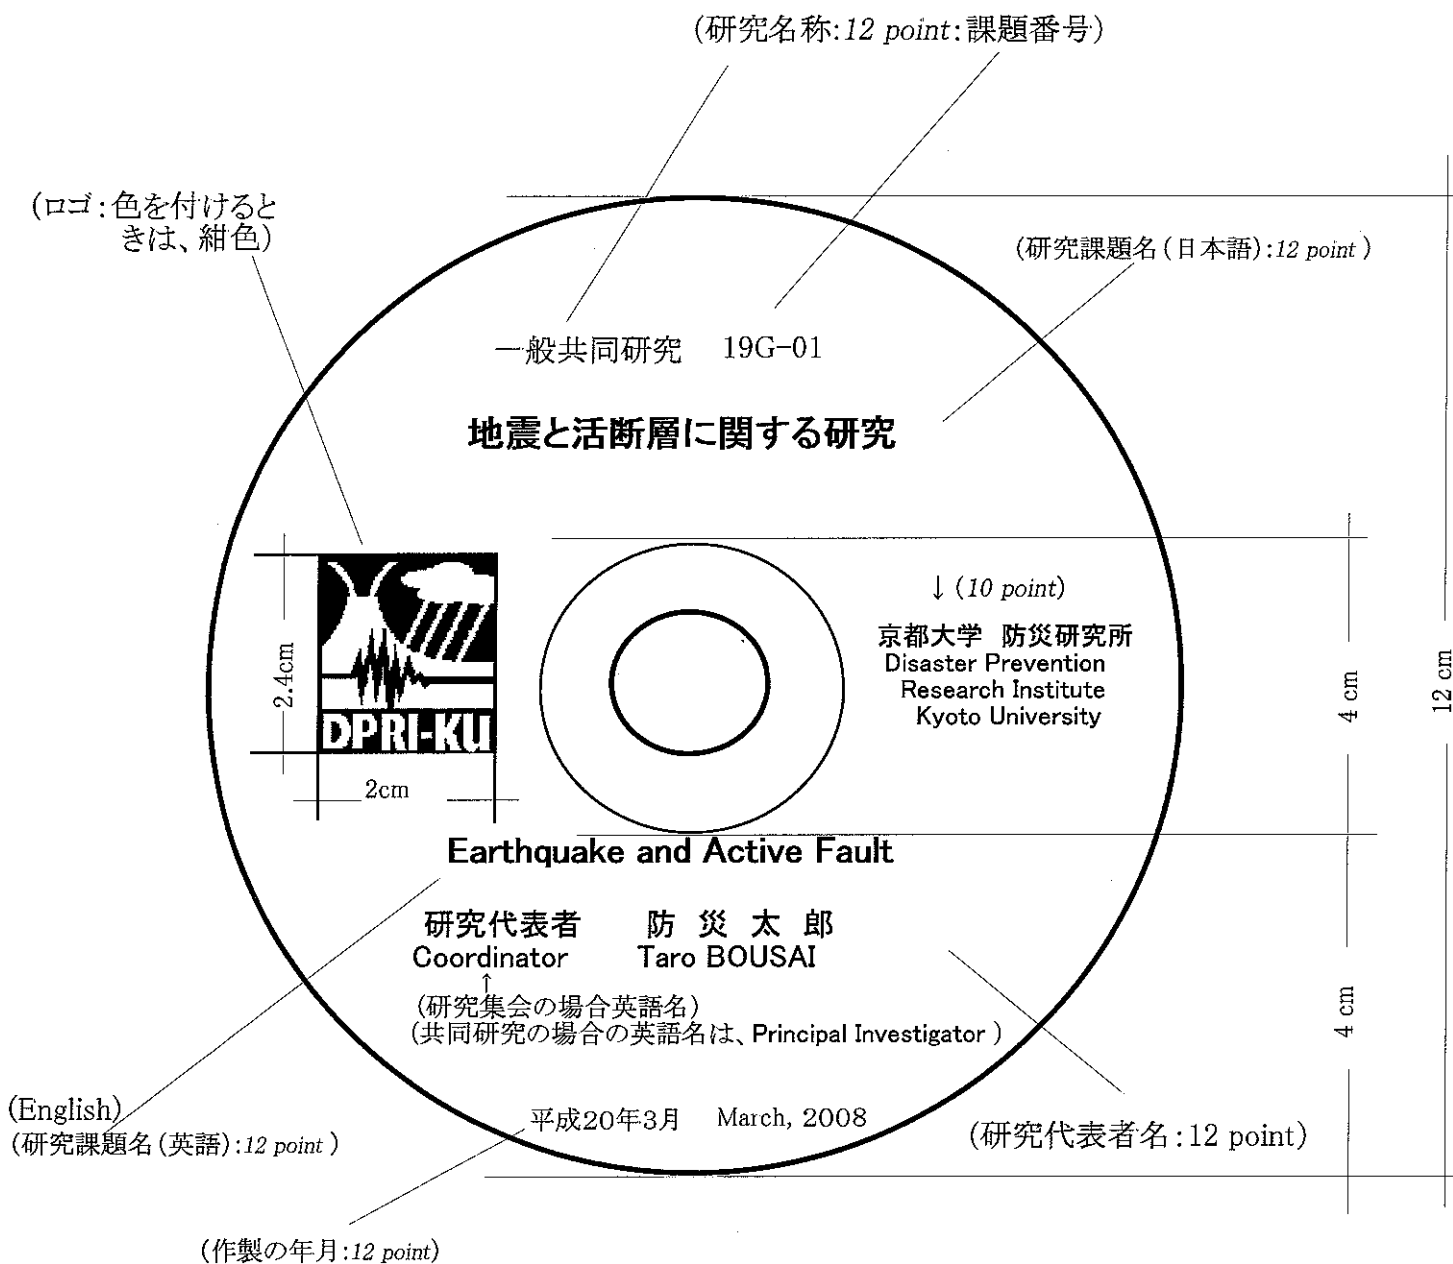 (研究名称:12 point:課題番号)
(ロゴ:色を付けると
きは、紺色)
(研究課題名(日本語):12 point)
一般共同研究 19G-01
地震と活断層に関する研究
↓(10 point)
京都大学 防災研究所
Disaster Prevention
Research Institute
Kyoto University
2.4cm
DPRI-KU
2cm
4 cm
12 cm
Earthquake and Active Fault
研究代表者 防 災 太 郎
Coordinator Taro BOUSAI
↑
(研究集会の場合英語名)
(共同研究の場合の英語名は、Principal Investigator)
4 cm
(English)
(研究課題名(英語):12 point)
平成20年3月 March, 2008
(研究代表者名:12 point)
(作製の年月:12 point)